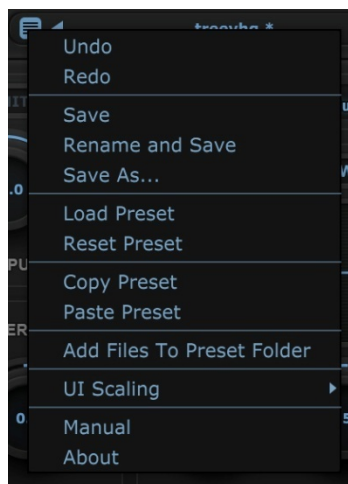 Undo
Redo
Save
Rename and Save
Save As...
Load Preset
Reset Preset
Copy Preset
Paste Preset
Add Files To Preset Folder
UI Scaling
Manual
About